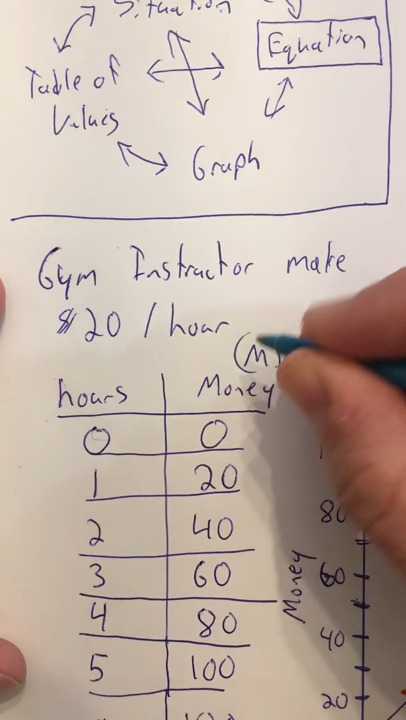 Situation
Equation
Table of
Values
Graph
Gym Instructor make
$20 / hour
(M)
hours Money
0 0
1 20
2 40
3 60
4 80
5 100
80
60
40
20
Money